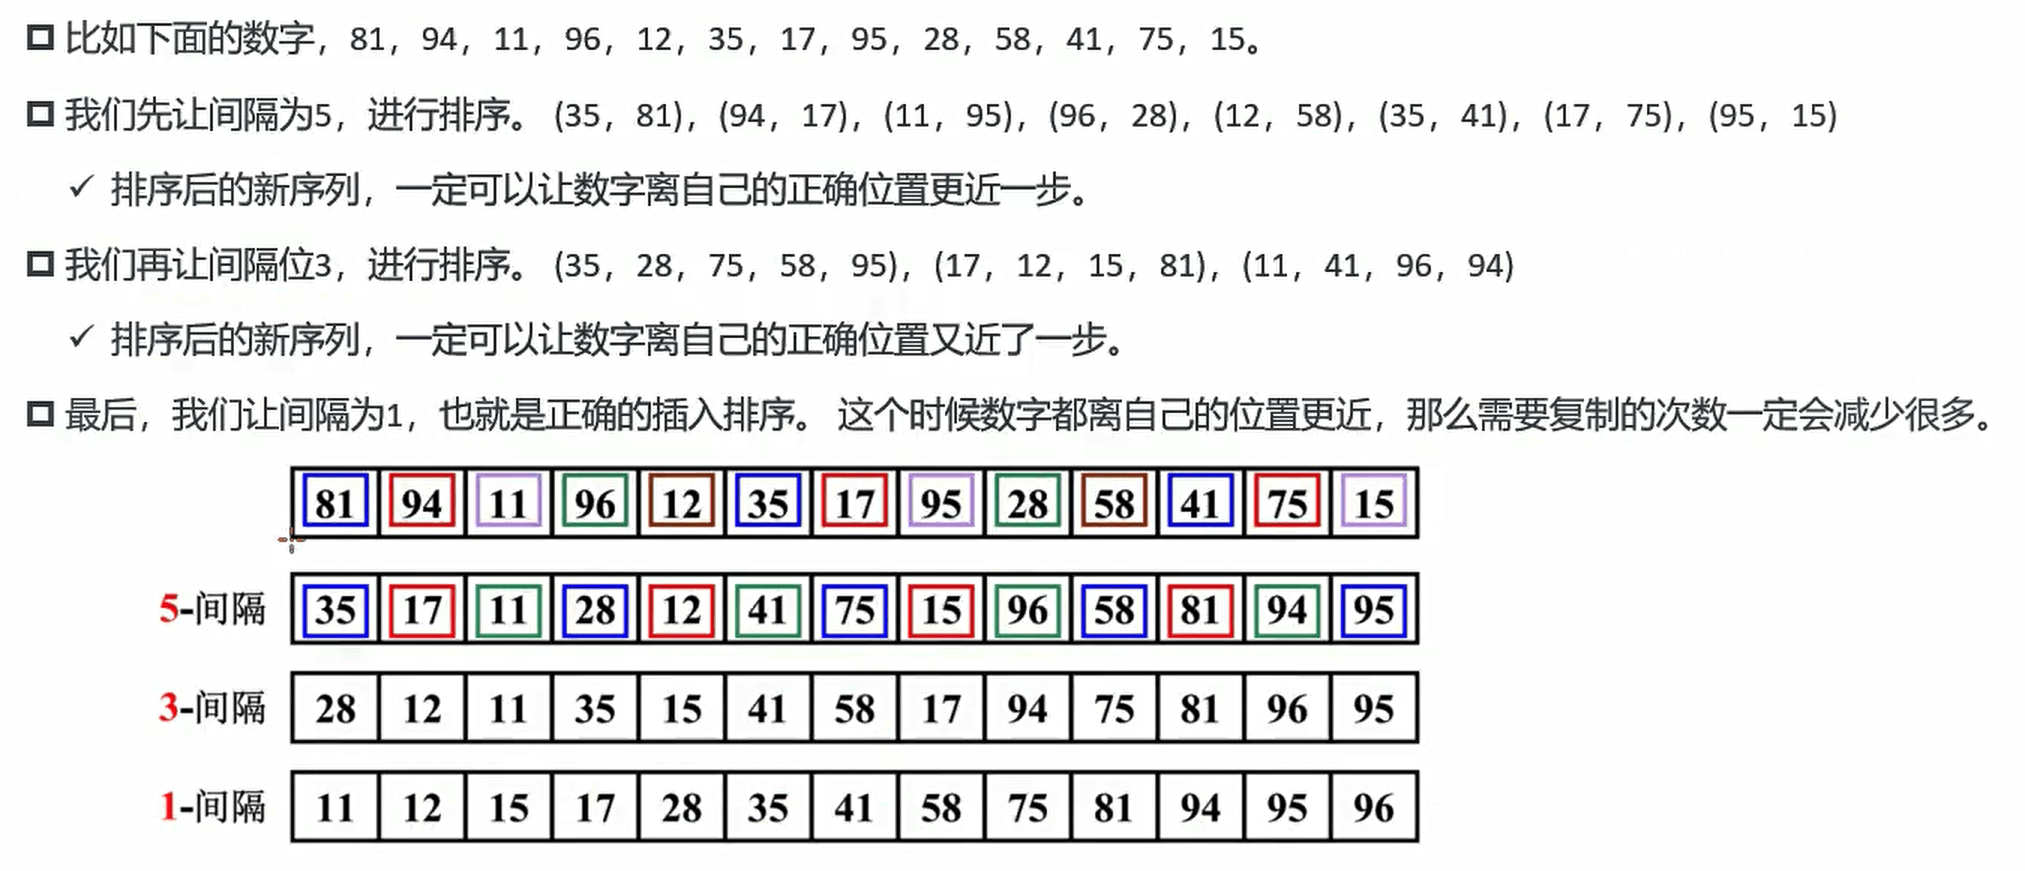 比如下面的数字，81，94，11，96，12，35，17，95，28，58，41，75，15。
我们先让间隔为5，进行排序。 (35，81)，(94，17)，(11，95)，(96，28)，(12，58)，(35，41)，(17，75)，(95，15)
✓ 排序后的新序列，一定可以让数字离自己的正确位置更近一步。
我们再让间隔位3，进行排序。 (35，28，75，58，95)，(17，12，15，81)，(11，41，96，94)
✓ 排序后的新序列，一定可以让数字离自己的正确位置又近了一步。
最后，我们让间隔为1，也就是正确的插入排序。 这个时候数字都离自己的位置更近，那么需要复制的次数一定会减少很多。
81 94 11 96 12 35 17 95 28 58 41 75 15
5-间隔 35 17 11 28 12 41 75 15 96 58 81 94 95
3-间隔 28 12 11 35 15 41 58 17 94 75 81 96 95
1-间隔 11 12 15 17 28 35 41 58 75 81 94 95 96